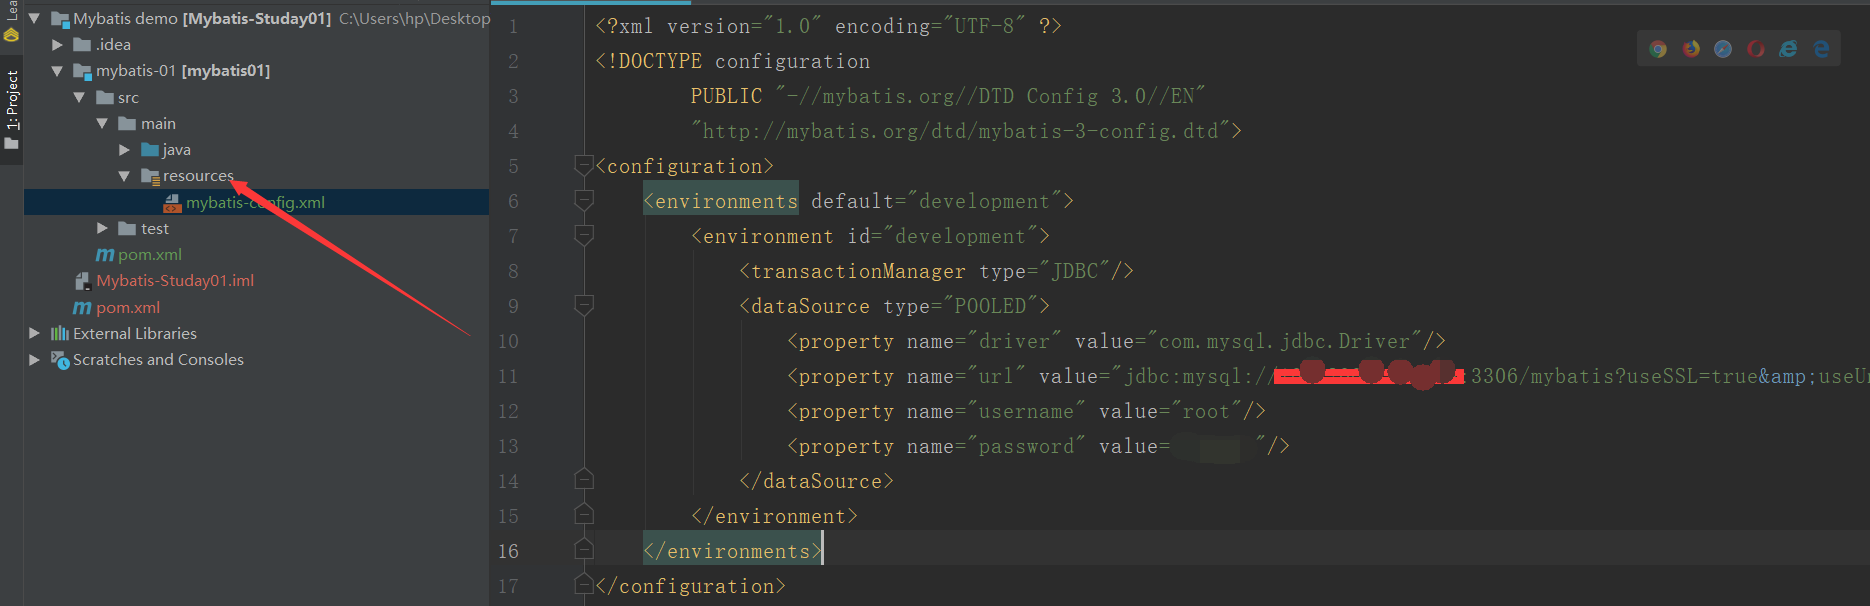 Lea
1: Project
Mybatis demo [Mybatis-Studay01] C:\Users\hp\Desktop
.idea
mybatis-01 [mybatis01]
src
main
java
resources
mybatis-config.xml
test
pom.xml
Mybatis-Studay01.iml
pom.xml
External Libraries
Scratches and Consoles
1 <?xml version="1.0" encoding="UTF-8" ?>
2 <!DOCTYPE configuration
3 PUBLIC "-//mybatis.org//DTD Config 3.0//EN"
4 "http://mybatis.org/dtd/mybatis-3-config.dtd">
5 <configuration>
6 <environments default="development">
7 <environment id="development">
8 <transactionManager type="JDBC"/>
9 <dataSource type="POOLED">
10 <property name="driver" value="com.mysql.jdbc.Driver"/>
11 <property name="url" value="jdbc:mysql:// :3306/mybatis?useSSL=true&amp;useUn
12 <property name="username" value="root"/>
13 <property name="password" value= "/>
14 </dataSource>
15 </environment>
16 </environments>
17 </configuration>